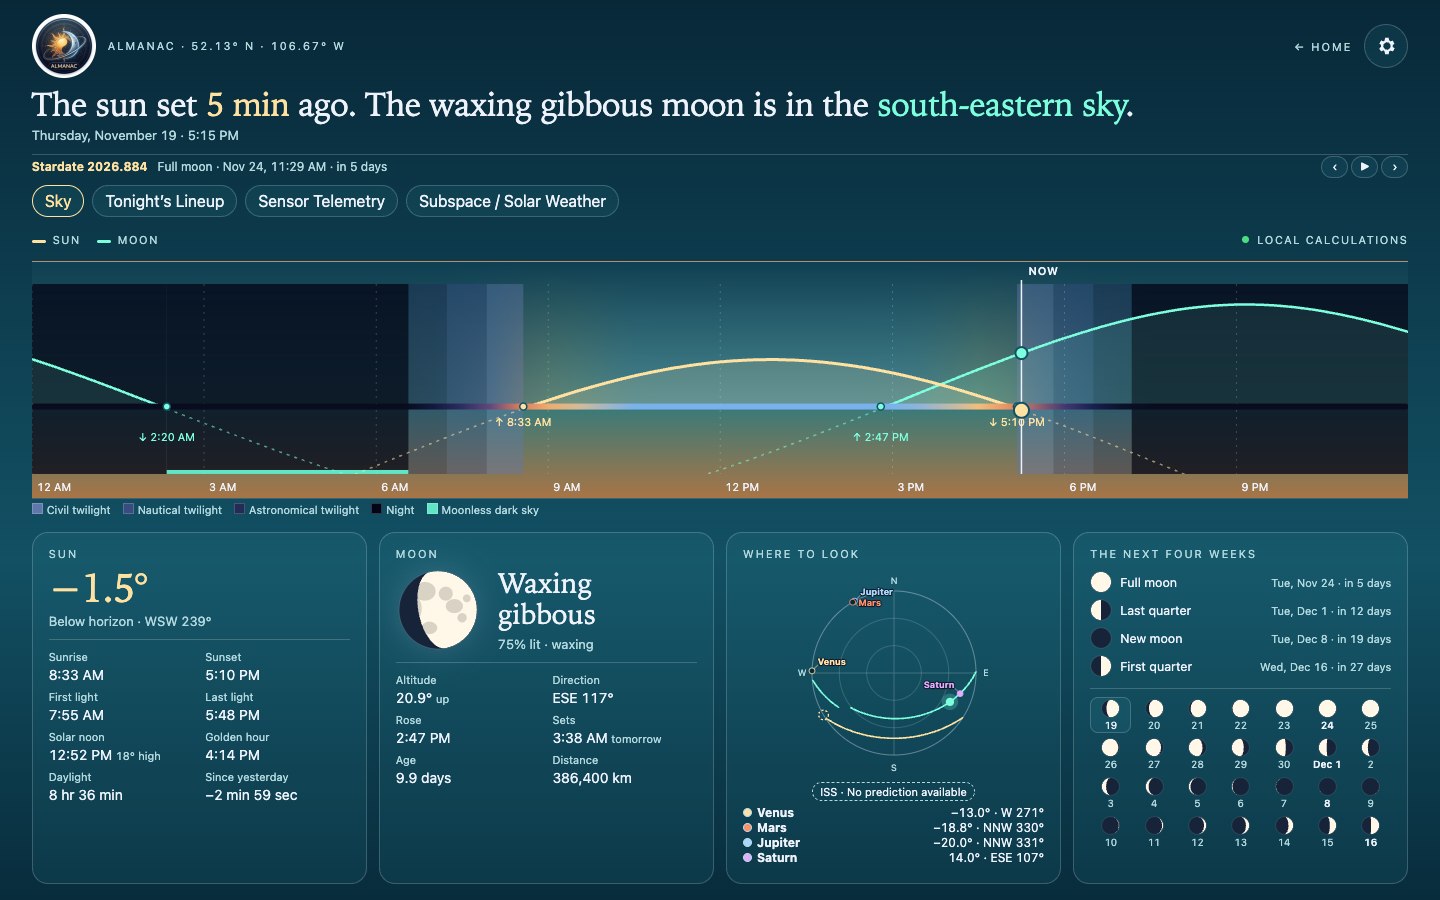 ALMANAC
ALMANAC · 52.13° N · 106.67° W
← HOME
The sun set 5 min ago. The waxing gibbous moon is in the south-eastern sky.
Thursday, November 19 · 5:15 PM
Stardate 2026.884 Full moon · Nov 24, 11:29 AM · in 5 days
‹ ▶ ›
Sky Tonight's Lineup Sensor Telemetry Subspace / Solar Weather
SUN MOON
LOCAL CALCULATIONS
NOW
↑ 8:33 AM ↓ 5:10 PM
↓ 2:20 AM ↑ 2:47 PM
12 AM 3 AM 6 AM 9 AM 12 PM 3 PM 6 PM 9 PM
Civil twilight Nautical twilight Astronomical twilight Night Moonless dark sky
SUN
−1.5°
Below horizon · WSW 239°
Sunrise Sunset
8:33 AM 5:10 PM
First light Last light
7:55 AM 5:48 PM
Solar noon Golden hour
12:52 PM 18° high 4:14 PM
Daylight Since yesterday
8 hr 36 min −2 min 59 sec
MOON
Waxing
gibbous
75% lit · waxing
Altitude Direction
20.9° up ESE 117°
Rose Sets
2:47 PM 3:38 AM tomorrow
Age Distance
9.9 days 386,400 km
WHERE TO LOOK
N
Jupiter
Mars
Venus
W E
Saturn
S
ISS · No prediction available
Venus −13.0° · W 271°
Mars −18.8° · NNW 330°
Jupiter −20.0° · NNW 331°
Saturn 14.0° · ESE 107°
THE NEXT FOUR WEEKS
Full moon Tue, Nov 24 · in 5 days
Last quarter Tue, Dec 1 · in 12 days
New moon Tue, Dec 8 · in 19 days
First quarter Wed, Dec 16 · in 27 days
19 20 21 22 23 24 25
26 27 28 29 30 Dec 1 2
3 4 5 6 7 8 9
10 11 12 13 14 15 16